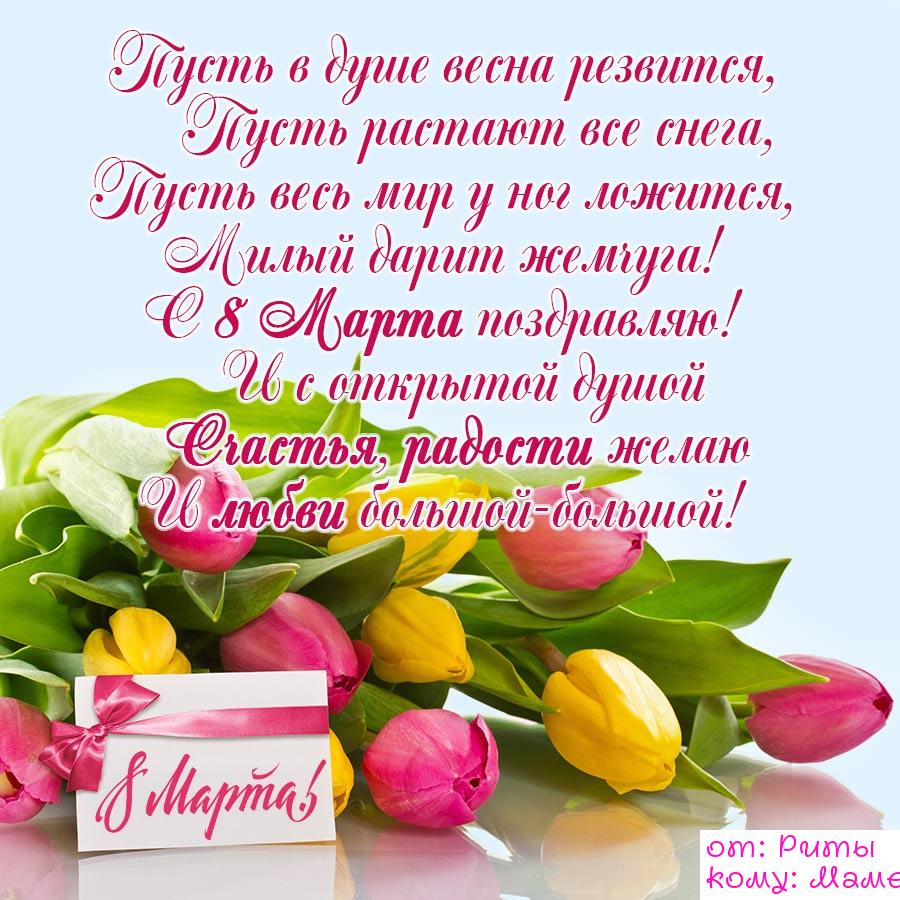 Пусть в душе весна резвится,
Пусть растают все снега,
Пусть весь мир у ног ложится,
Милый дарит жемчуга!
С 8 Марта поздравляю!
И с открытой душой
Счастья, радости желаю
И любви большой-большой!
8 Марта!
от: Риты
кому: Маме